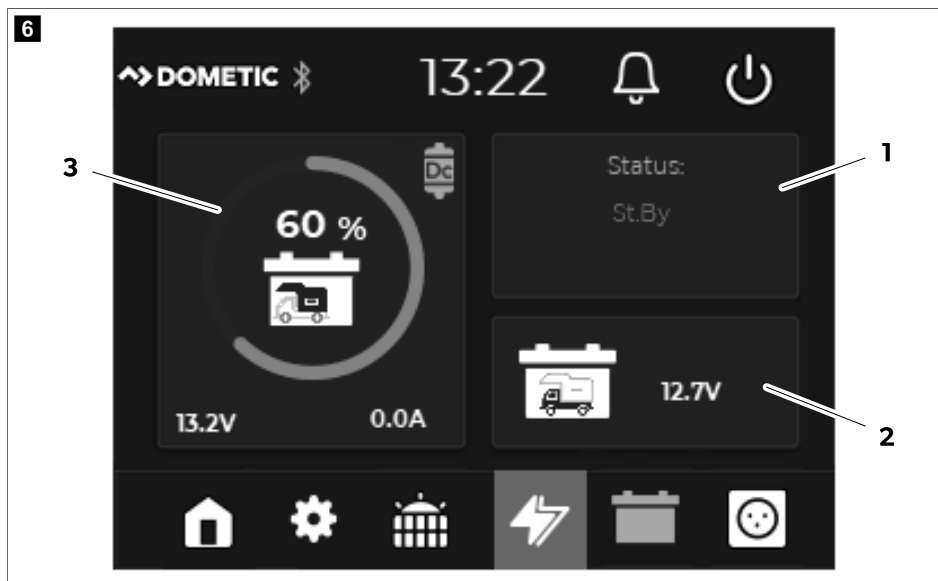 6
DOMETIC 13:22
3
Dc
60 %
13.2V 0.0A
Status:
St.By
1
12.7V
2